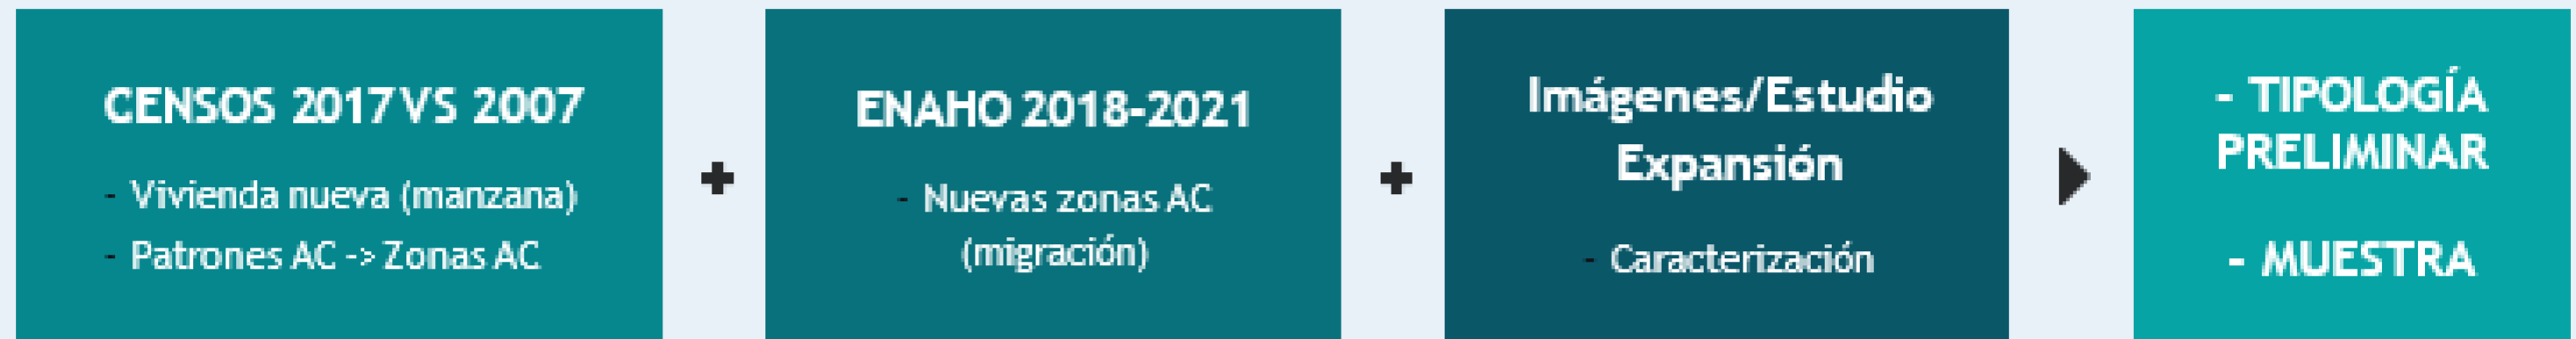 CENSOS 2017 VS 2007
- Vivienda nueva (manzana)
- Patrones AC -> Zonas AC
+
ENAHO 2018-2021
- Nuevas zonas AC
(migración)
+
Imágenes/Estudio
Expansión
- Caracterización
- TIPOLOGÍA
PRELIMINAR
- MUESTRA